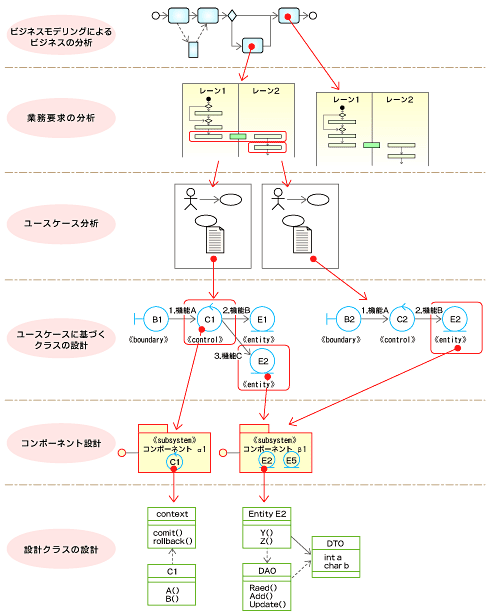 ビジネスモデリングによる
ビジネスの分析
レーン1 レーン2
レーン1 レーン2
業務要求の分析
ユースケース分析
1.機能A 2.機能B
B1 C1 E1
《boundary》 《control》 《entity》
3.機能C
E2
《entity》
1.機能A 2.機能B
B2 C2 E2
《boundary》 《control》 《entity》
ユースケースに基づく
クラスの設計
コンポーネント設計
《subsystem》
コンポーネント α1
C1
《subsystem》
コンポーネント β1
E2 E5
設計クラスの設計
context
comit()
rollback()
C1
A()
B()
Entity E2
Y()
Z()
DAO
Raed()
Add()
Update()
DTO
int a
char b